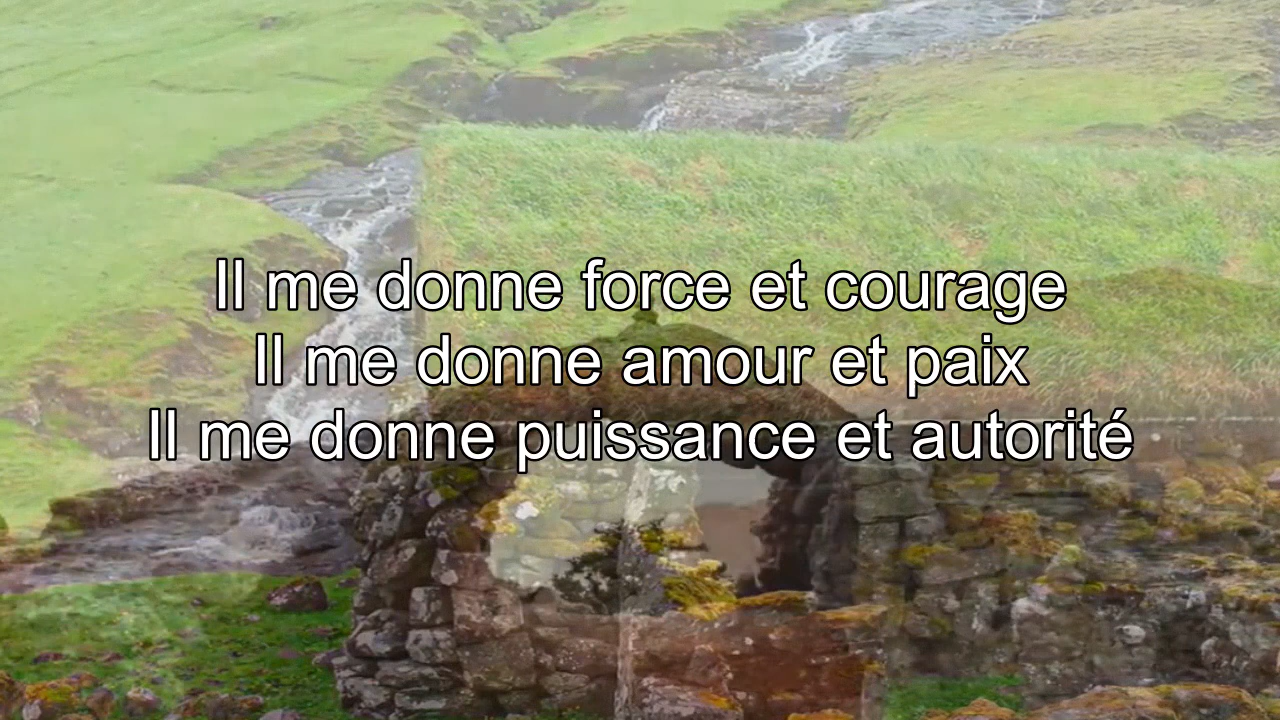 Il me donne force et courage
Il me donne amour et paix
Il me donne puissance et autorité